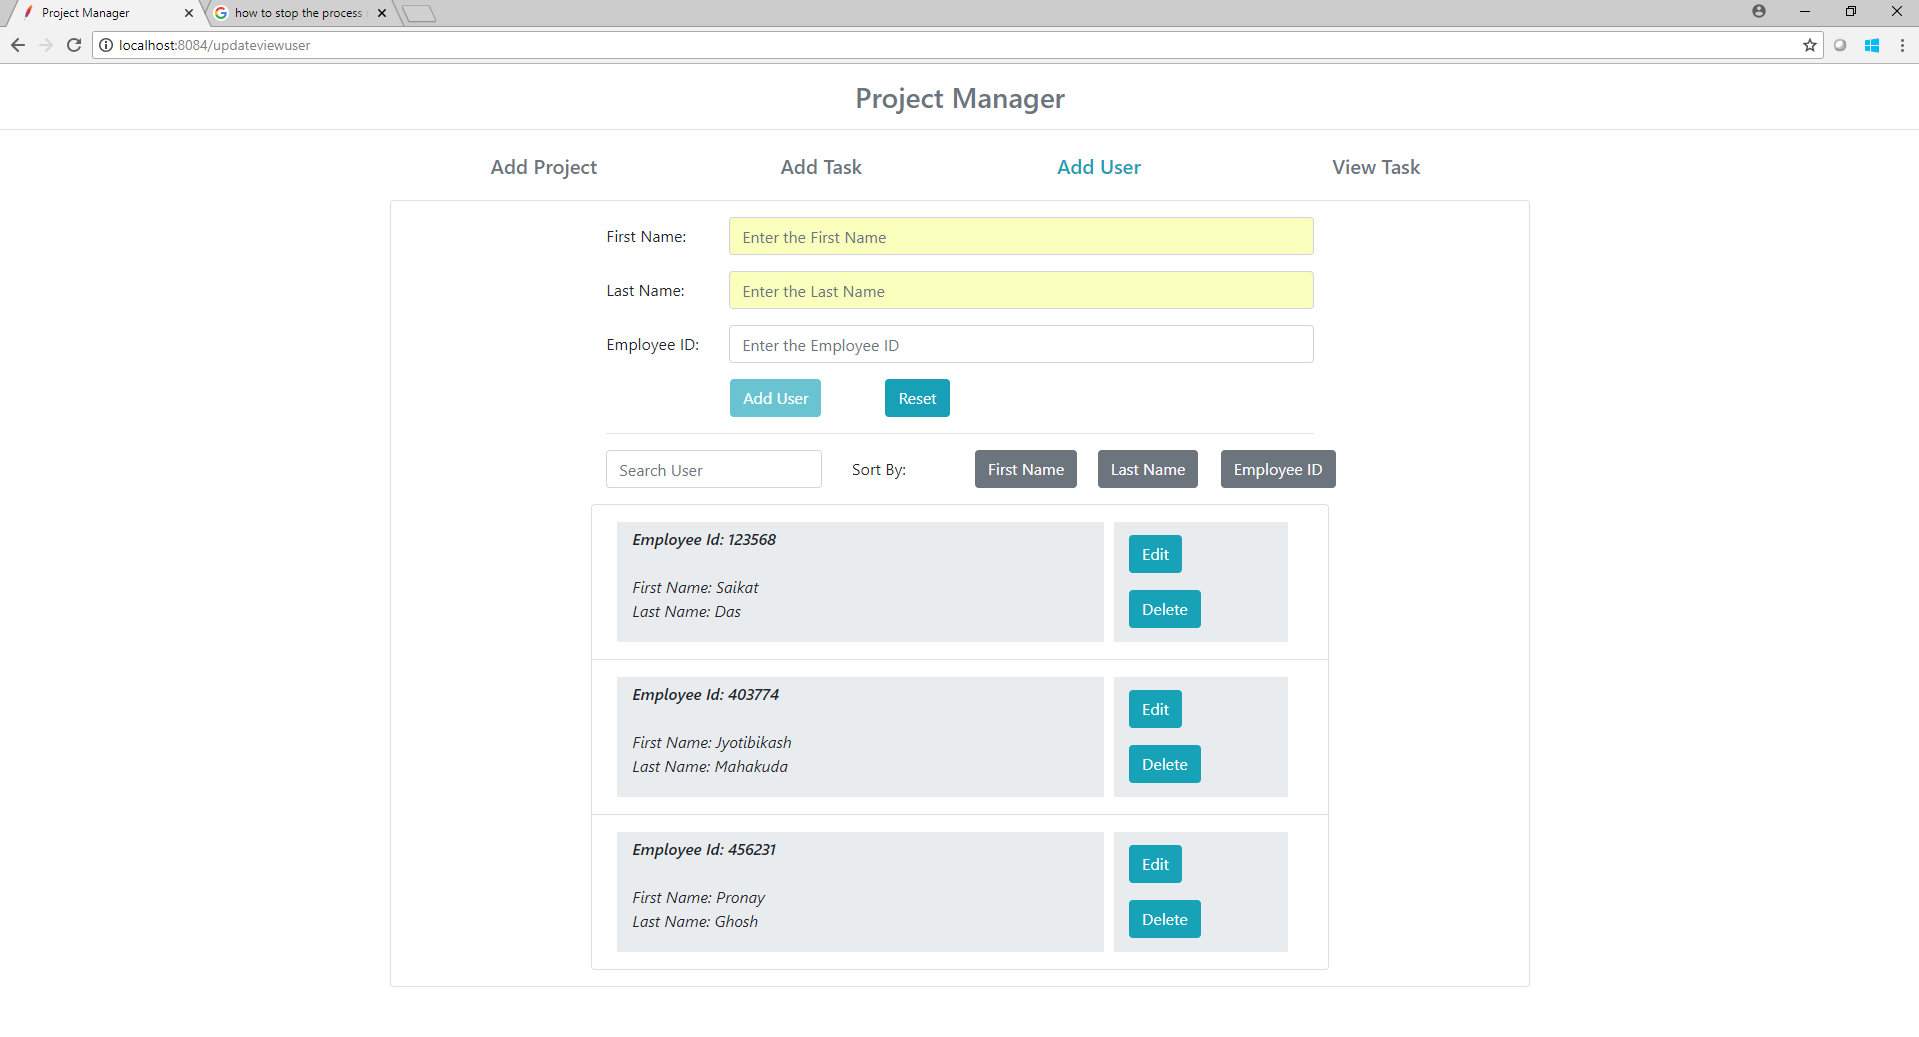 Project Manager
how to stop the process
localhost:8084/updateviewuser
Project Manager
Add Project Add Task Add User View Task
First Name: Enter the First Name
Last Name: Enter the Last Name
Employee ID: Enter the Employee ID
Add User Reset
Search User Sort By: First Name Last Name Employee ID
Employee Id: 123568
Edit
First Name: Saikat
Last Name: Das
Delete
Employee Id: 403774
Edit
First Name: Jyotibikash
Last Name: Mahakuda
Delete
Employee Id: 456231
Edit
First Name: Pronay
Last Name: Ghosh
Delete